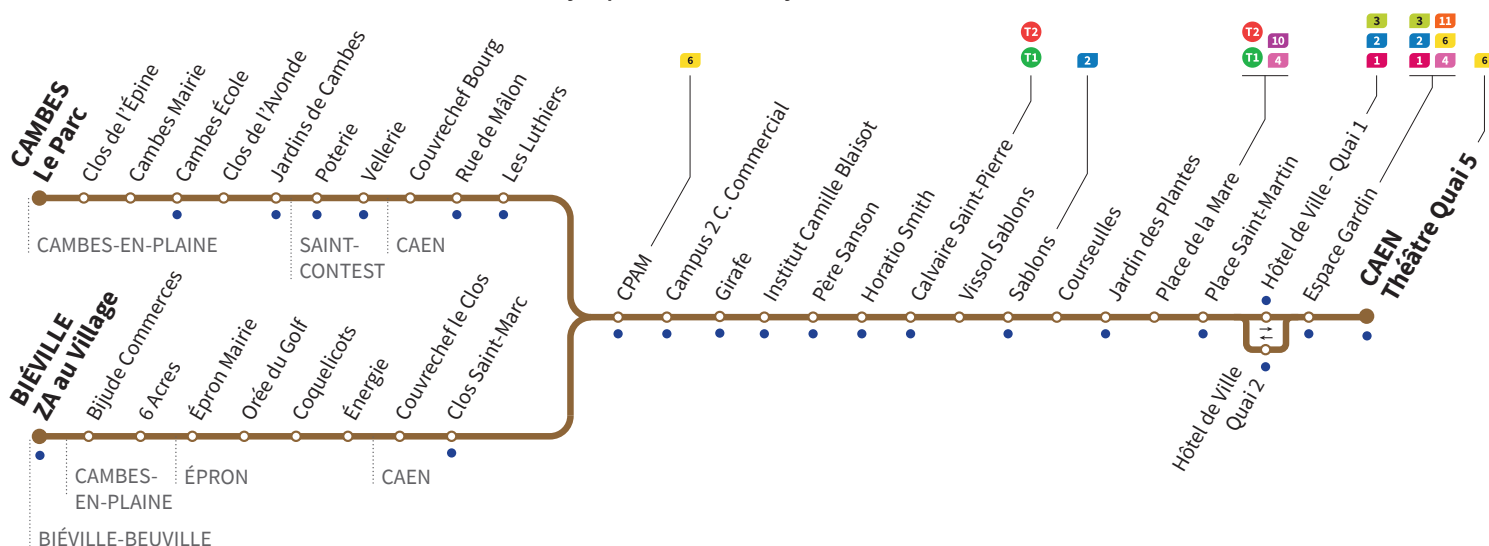 6
T2
T1
2
T2
10
T1
4
3
2
1
3
11
2
6
1
4
6
CAMBES
Le Parc
Clos de l'Épine
Cambes Mairie
Cambes École
Clos de l'Avonde
Jardins de Cambes
Poterie
Vellerie
Couvrechef Bourg
Rue de Mâlon
Les Luthiers
CAMBES-EN-PLAINE
SAINT-
CONTEST
CAEN
BIÉVILLE
ZA au Village
Bijude Commerces
6 Acres
Épron Mairie
Orée du Golf
Coquelicots
Énergie
Couvrechef le Clos
Clos Saint-Marc
CAMBES-
EN-PLAINE
ÉPRON
CAEN
BIÉVILLE-BEUVILLE
CPAM
Campus 2 C. Commercial
Girafe
Institut Camille Blaisot
Père Sanson
Horatio Smith
Calvaire Saint-Pierre
Vissol Sablons
Sablons
Courseulles
Jardin des Plantes
Place de la Mare
Place Saint-Martin
Hôtel de Ville - Quai 1
Hôtel de Ville
Quai 2
Espace Gardin
CAEN
Théâtre Quai 5